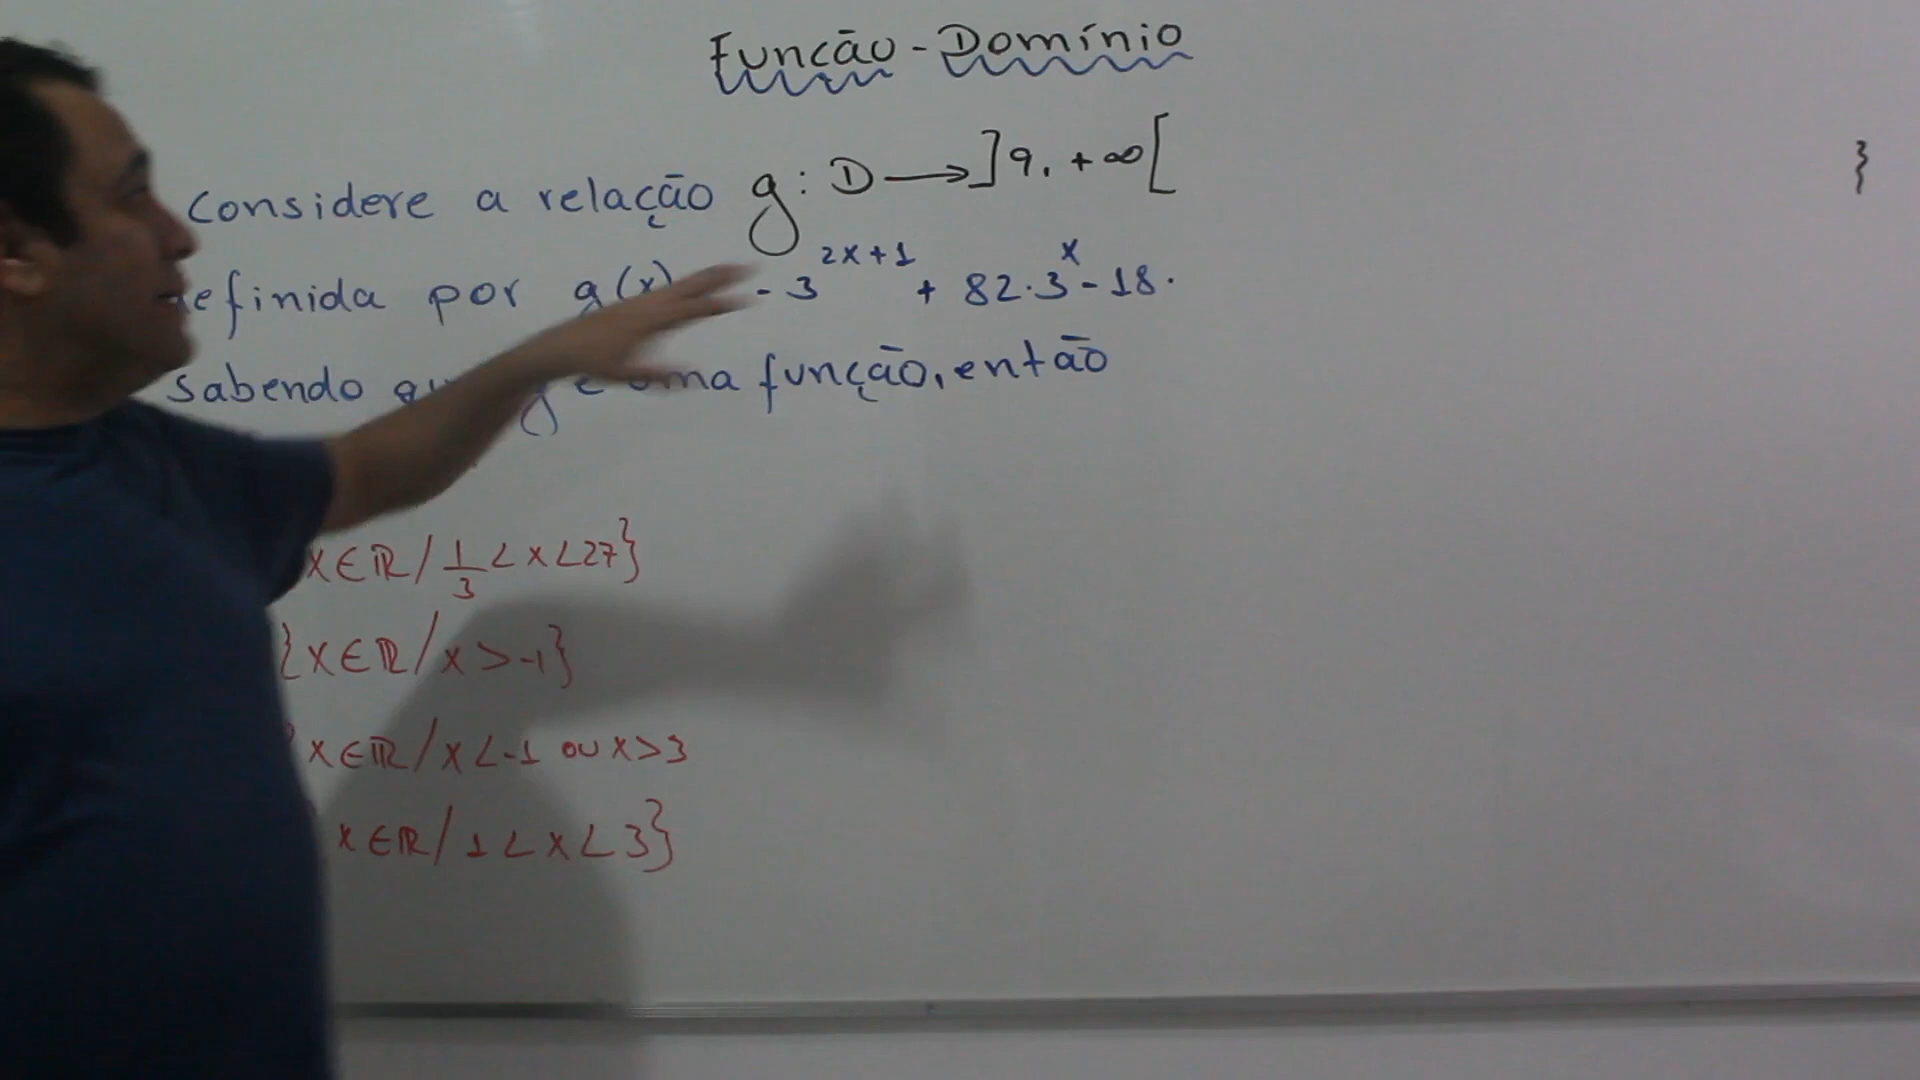 Função - Domínio
Considere a relação g: D → ]9, +∞[
}
definida por g(x) - 3^{2x+1} + 82.3^x - 18.
Sabendo g é uma função, então
x ∈ ℝ / 1/3 < x < 27}
{x ∈ ℝ / x > -1}
x ∈ ℝ / x < -1 ou x > 3
x ∈ ℝ / 1 < x < 3}